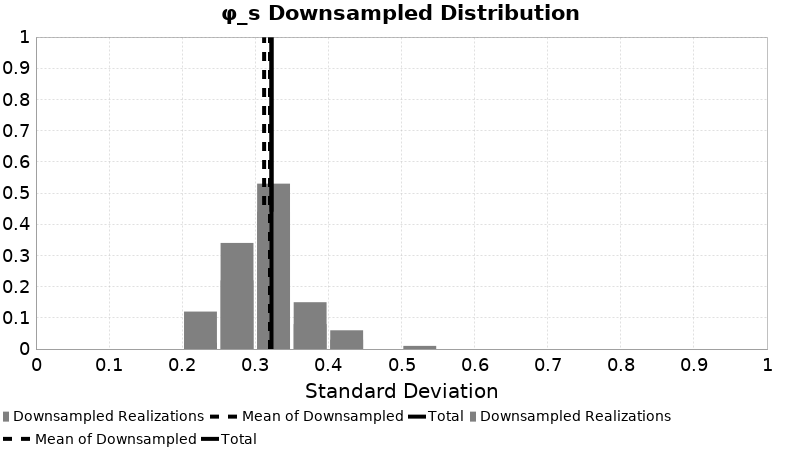 φ_s Downsampled Distribution
1
0.9
0.8
0.7
0.6
0.5
0.4
0.3
0.2
0.1
0
0 0.1 0.2 0.3 0.4 0.5 0.6 0.7 0.8 0.9 1
Standard Deviation
Downsampled Realizations Mean of Downsampled Total Downsampled Realizations
Mean of Downsampled Total